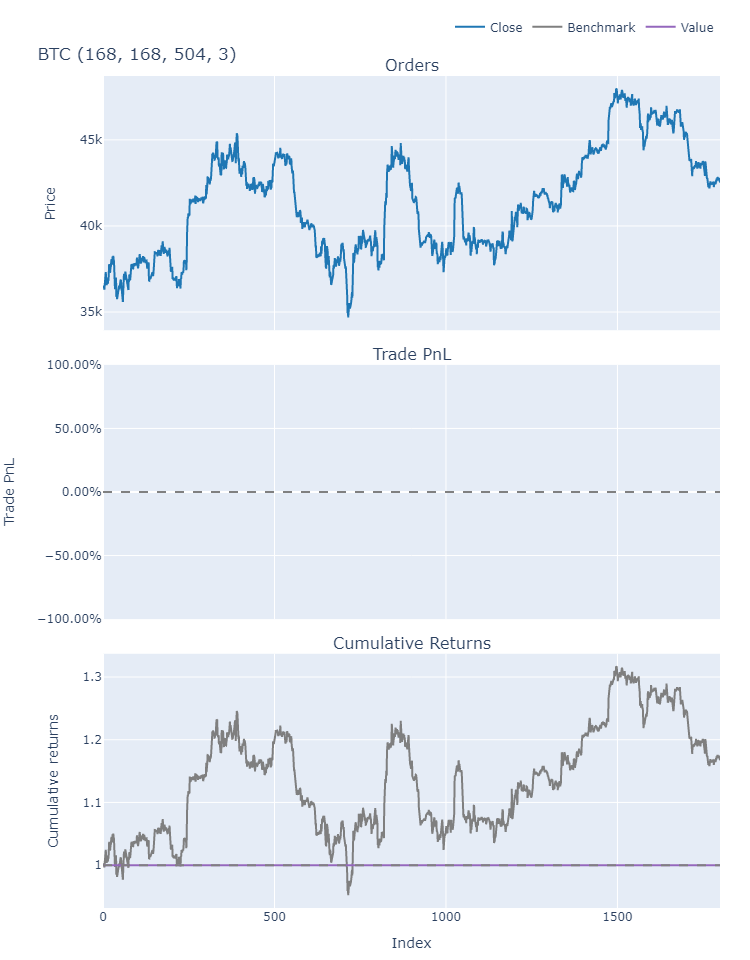 Close Benchmark Value
BTC (168, 168, 504, 3)
Orders
45k
40k
35k
Price
Trade PnL
100.00%
50.00%
0.00%
−50.00%
−100.00%
Trade PnL
Cumulative Returns
1.3
1.2
1.1
1
Cumulative returns
0 500 1000 1500
Index